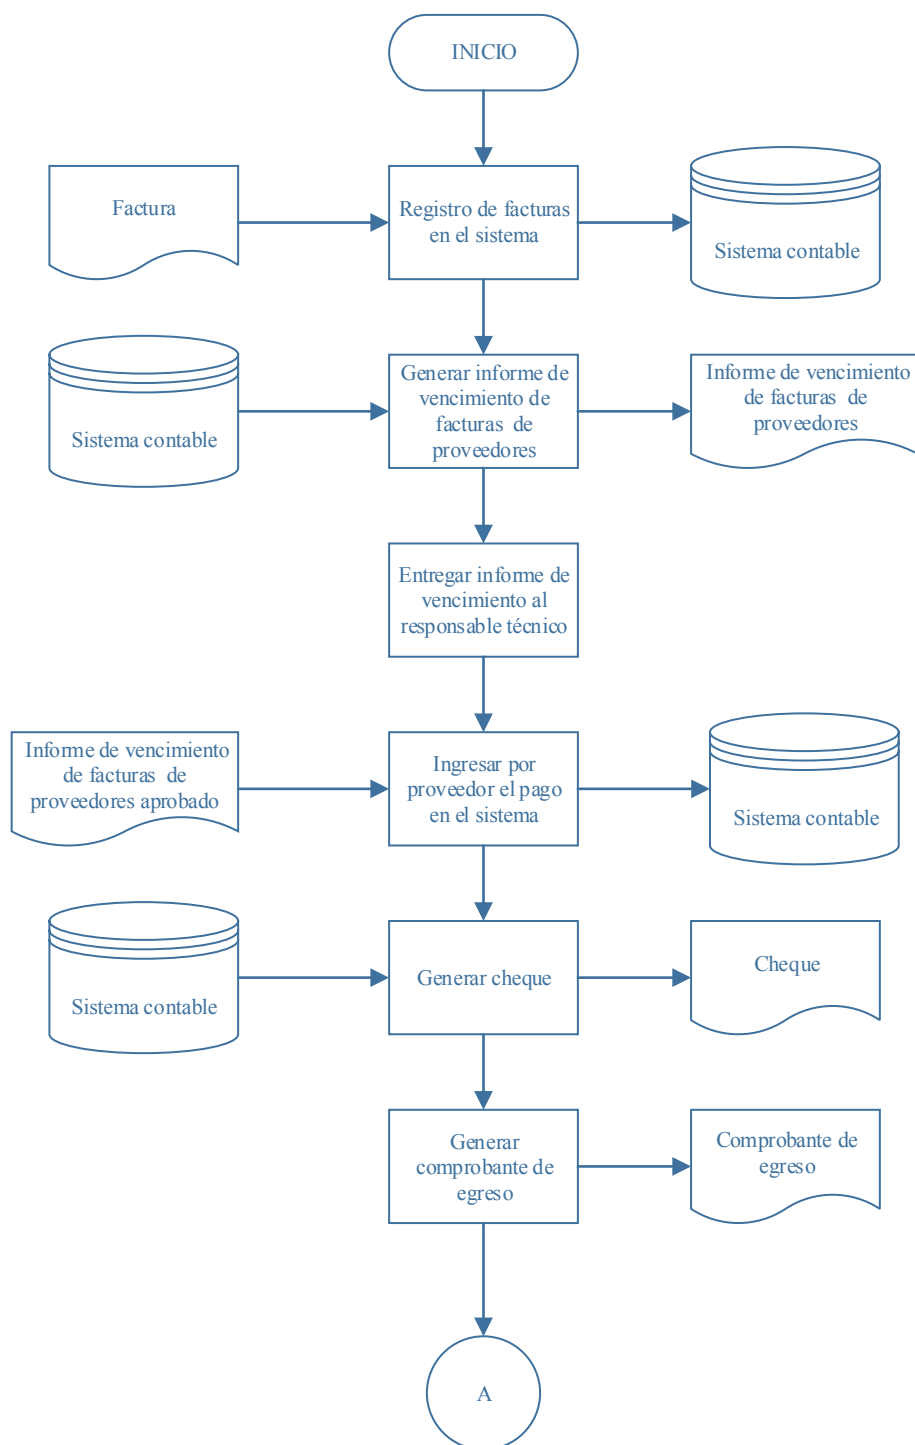 INICIO
Factura
Registro de facturas
en el sistema
Sistema contable
Sistema contable
Generar informe de
vencimiento de
facturas de
proveedores
Informe de vencimiento
de facturas de
proveedores
Entregar informe de
vencimiento al
responsable técnico
Informe de vencimiento
de facturas de
proveedores aprobado
Ingresar por
proveedor el pago
en el sistema
Sistema contable
Sistema contable
Generar cheque
Cheque
Generar
comprobante de
egreso
Comprobante de
egreso
A